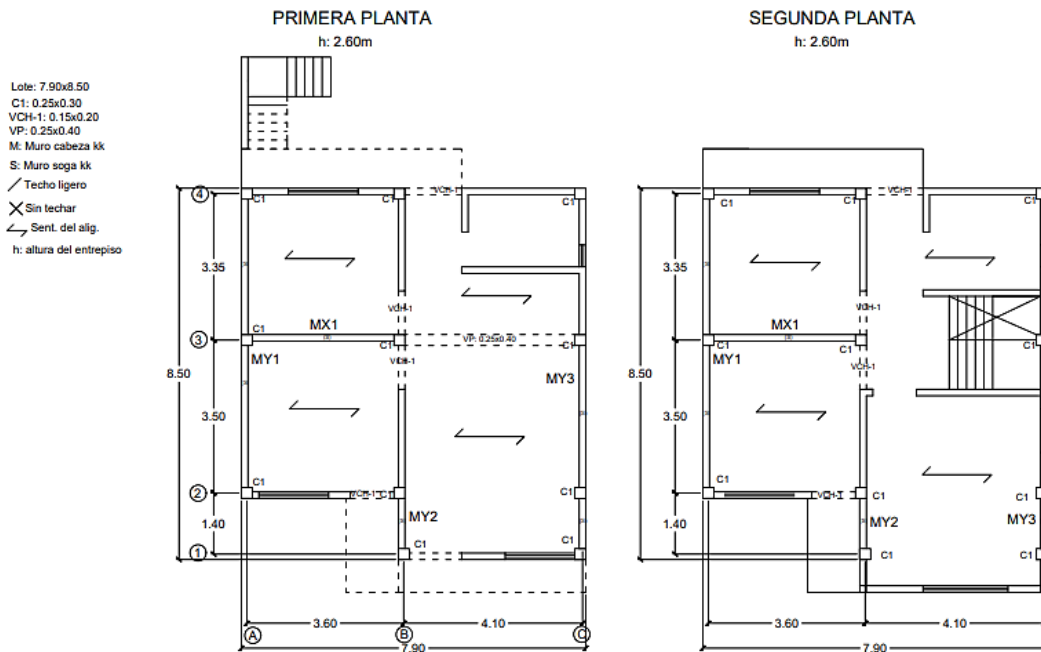 PRIMERA PLANTA
h: 2.60m
Lote: 7.90x8.50
C1: 0.25x0.30
VCH-1: 0.15x0.20
VP: 0.25x0.40
M: Muro cabeza kk
S: Muro soga kk
Techo ligero
Sin techar
Sent. del alig.
h: altura del entrepiso
4
C1
C1
VCH-1
C1
3.35
VCH-1
C1
MX1
3
C1
VP: 0.25x0.40
C1
MY1
VCH-1
MY3
8.50
3.50
C1
VCH-1
C1
C1
2
1.40
MY2
C1
C1
1
3.60
4.10
A
B
C
7.90
SEGUNDA PLANTA
h: 2.60m
4
C1
C1
VCH-1
C1
3.35
VCH-1
C1
MX1
3
C1
C1
MY1
VCH-1
8.50
3.50
C1
VCH-1
C1
C1
2
1.40
MY2
MY3
C1
C1
1
3.60
4.10
7.90